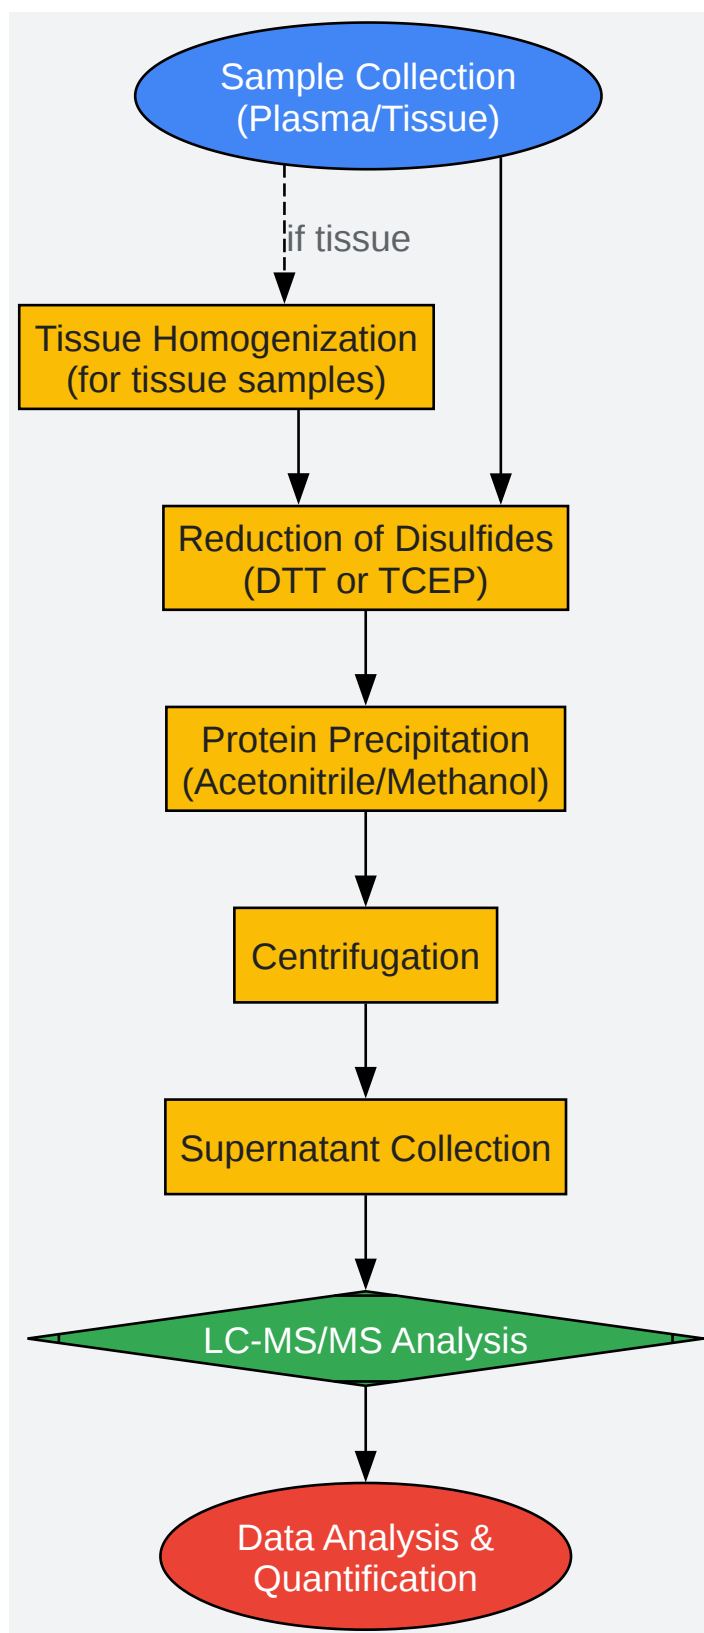 Sample Collection
(Plasma/Tissue)
if tissue
Tissue Homogenization
(for tissue samples)
Reduction of Disulfides
(DTT or TCEP)
Protein Precipitation
(Acetonitrile/Methanol)
Centrifugation
Supernatant Collection
LC-MS/MS Analysis
Data Analysis &
Quantification